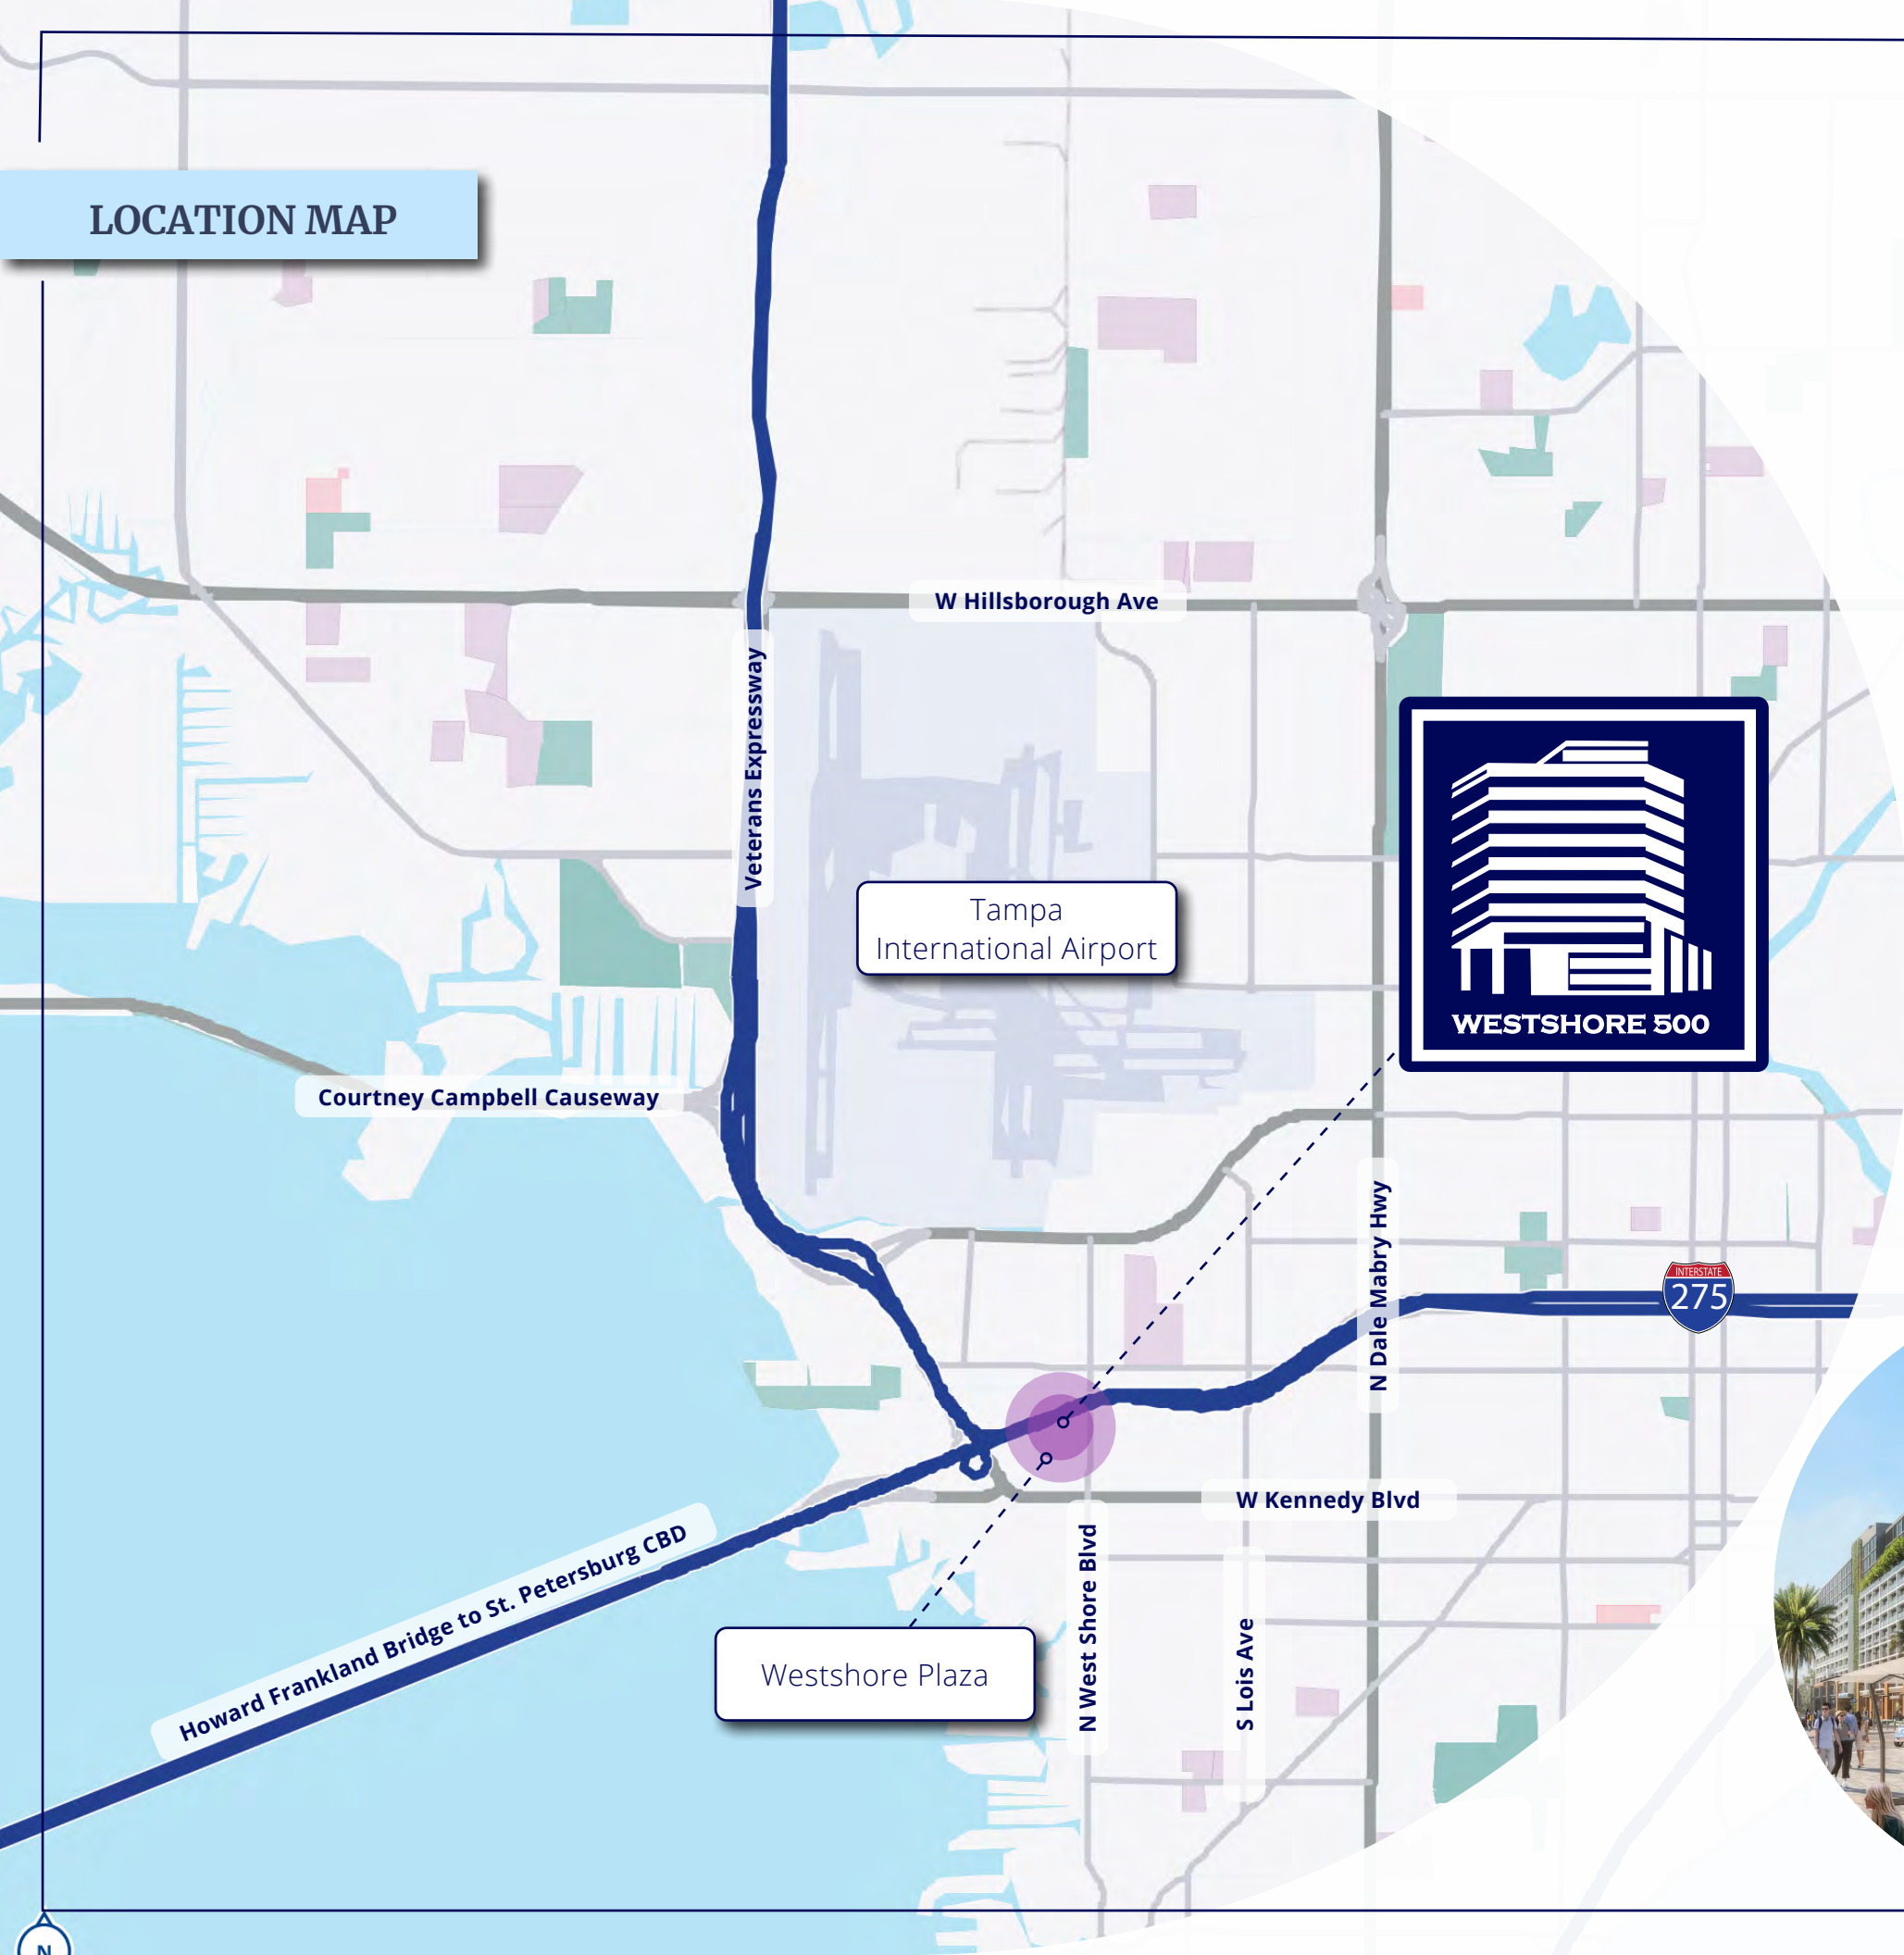 LOCATION MAP
W Hillsborough Ave
Veterans Expressway
Tampa
International Airport
WESTSHORE 500
Courtney Campbell Causeway
N Dale Mabry Hwy
INTERSTATE
275
W Kennedy Blvd
Howard Frankland Bridge to St. Petersburg CBD
N West Shore Blvd
S Lois Ave
Westshore Plaza
N